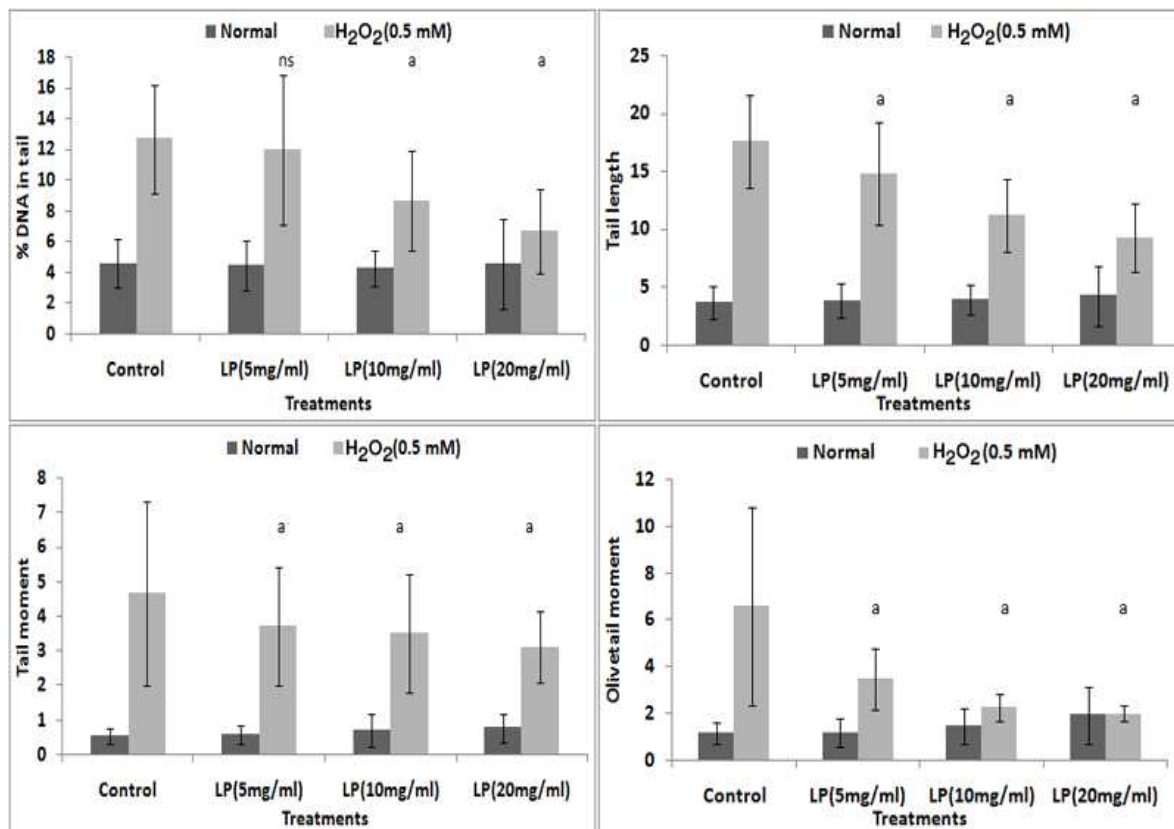 Normal H2O2(0.5 mM)
ns a a
18
16
14
12
10
8
6
4
2
0
% DNA in tail
Control LP(5mg/ml) LP(10mg/ml) LP(20mg/ml)
Treatments
Normal H2O2(0.5 mM)
a a a
25
20
15
10
5
0
Tail length
Control LP(5mg/ml) LP(10mg/ml) LP(20mg/ml)
Treatments
Normal H2O2(0.5 mM)
a a a
8
7
6
5
4
3
2
1
0
Tail moment
Control LP(5mg/ml) LP(10mg/ml) LP(20mg/ml)
Treatments
Normal H2O2(0.5 mM)
a a a
12
10
8
6
4
2
0
Olivetail moment
Control LP(5mg/ml) LP(10mg/ml) LP(20mg/ml)
Treatments